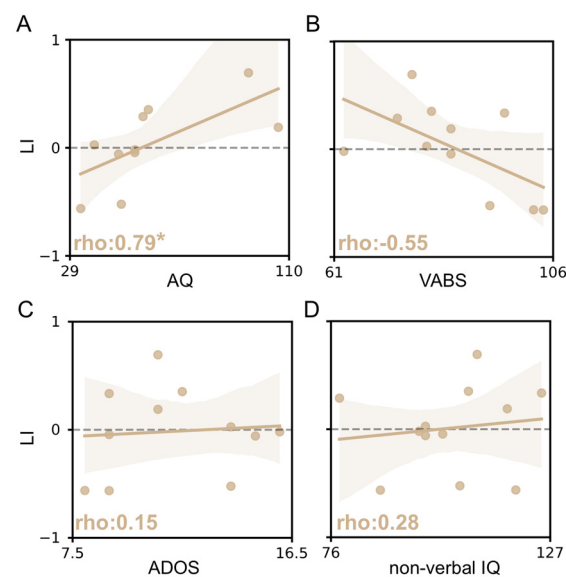 A
B
1
LI
0
rho:0.79*
rho:-0.55
−1
29
110
61
106
AQ
VABS
C
D
1
LI
0
rho:0.15
rho:0.28
−1
7.5
16.5
76
127
ADOS
non-verbal IQ